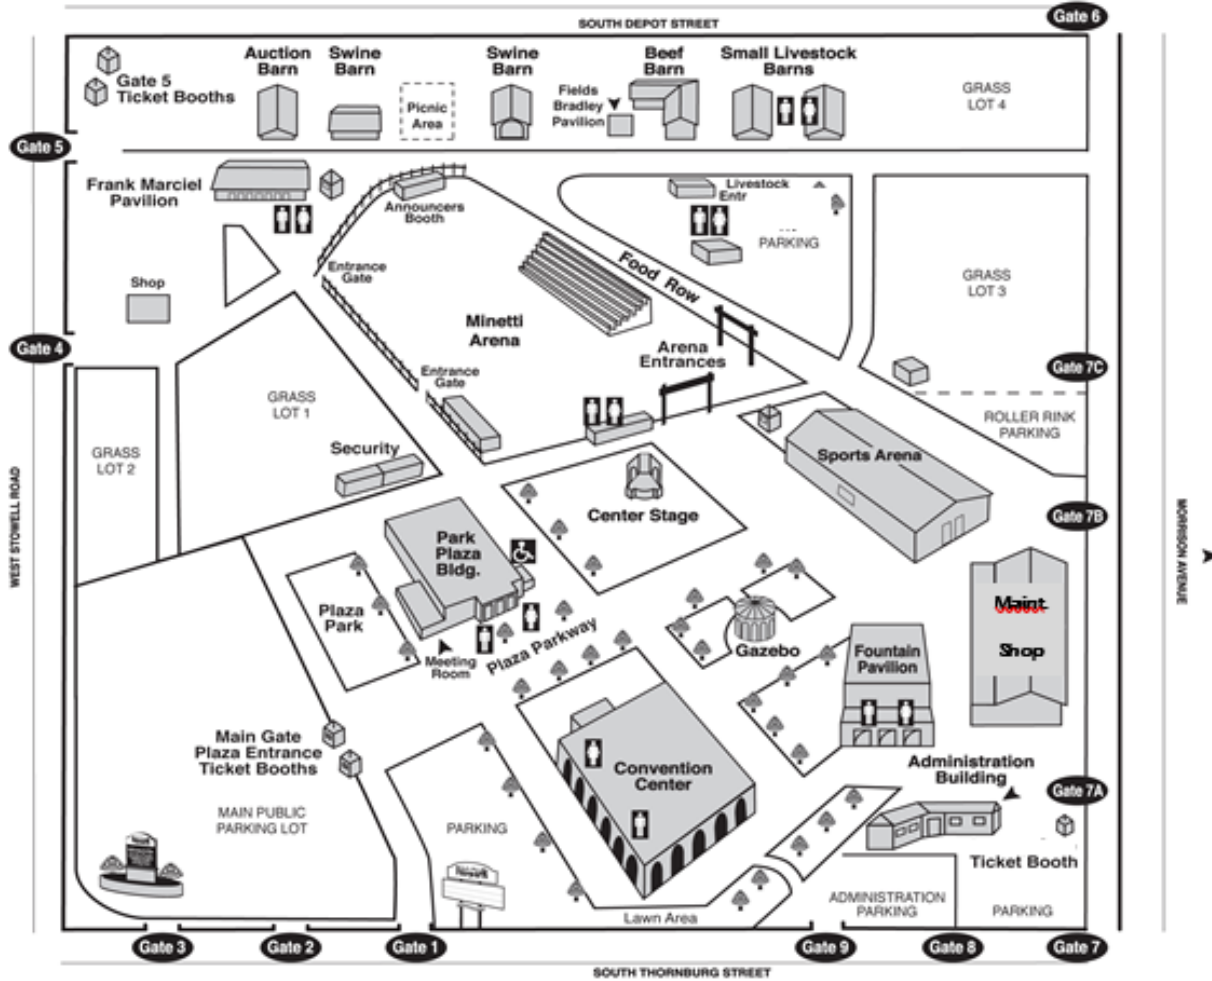 SOUTH DEPOT STREET
Gate 6
Auction
Barn
Swine
Barn
Swine
Barn
Beef
Barn
Small Livestock
Barns
Gate 5
Ticket Booths
Picnic
Area
Fields
Bradley
Pavilion
GRASS
LOT 4
Gate 5
Frank Marciel
Pavilion
Announcers
Booth
Livestock
Entr
PARKING
Entrance
Gate
Food Row
GRASS
LOT 3
Shop
Minetti
Arena
Gate 4
Arena
Entrances
Gate 7C
Entrance
Gate
GRASS
LOT 1
ROLLER RINK
PARKING
GRASS
LOT 2
Security
Sports Arena
Center Stage
Gate 7B
WEST STOWELL ROAD
MORRISON AVENUE
Park
Plaza
Bldg.
Plaza
Park
Maint
Shop
Meeting
Room
Plaza Parkway
Gazebo
Fountain
Pavilion
Main Gate
Plaza Entrance
Ticket Booths
Convention
Center
Administration
Building
Gate 7A
MAIN PUBLIC
PARKING LOT
PARKING
Ticket Booth
Lawn Area
ADMINISTRATION
PARKING
PARKING
Gate 3
Gate 2
Gate 1
Gate 9
Gate 8
Gate 7
SOUTH THORNBURG STREET